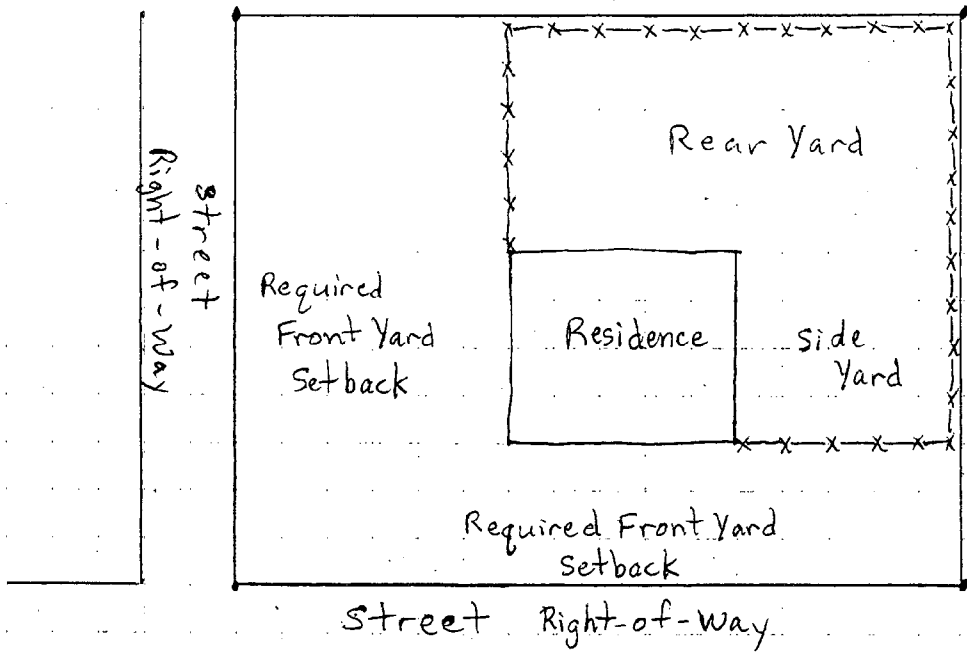 Rear Yard
Street
Right-of-Way
Required
Front Yard
Setback
Residence
Side
Yard
Required Front Yard
Setback
Street Right-of-Way